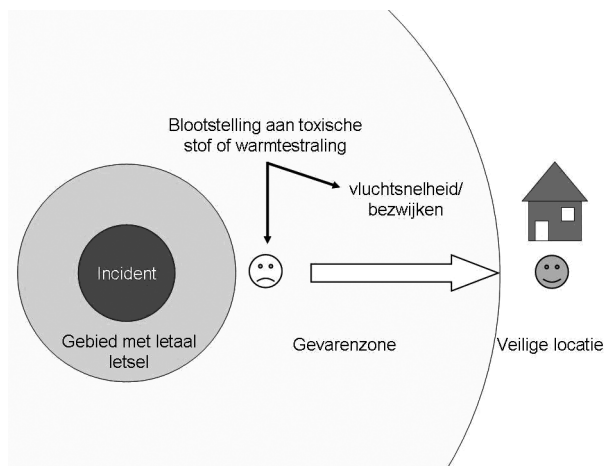 Blootstelling aan toxische
stof of warmtestraling
vluchtsnelheid/
bezwijken
Incident
Gebied met letaal
letsel
Gevarenzone
Veilige locatie